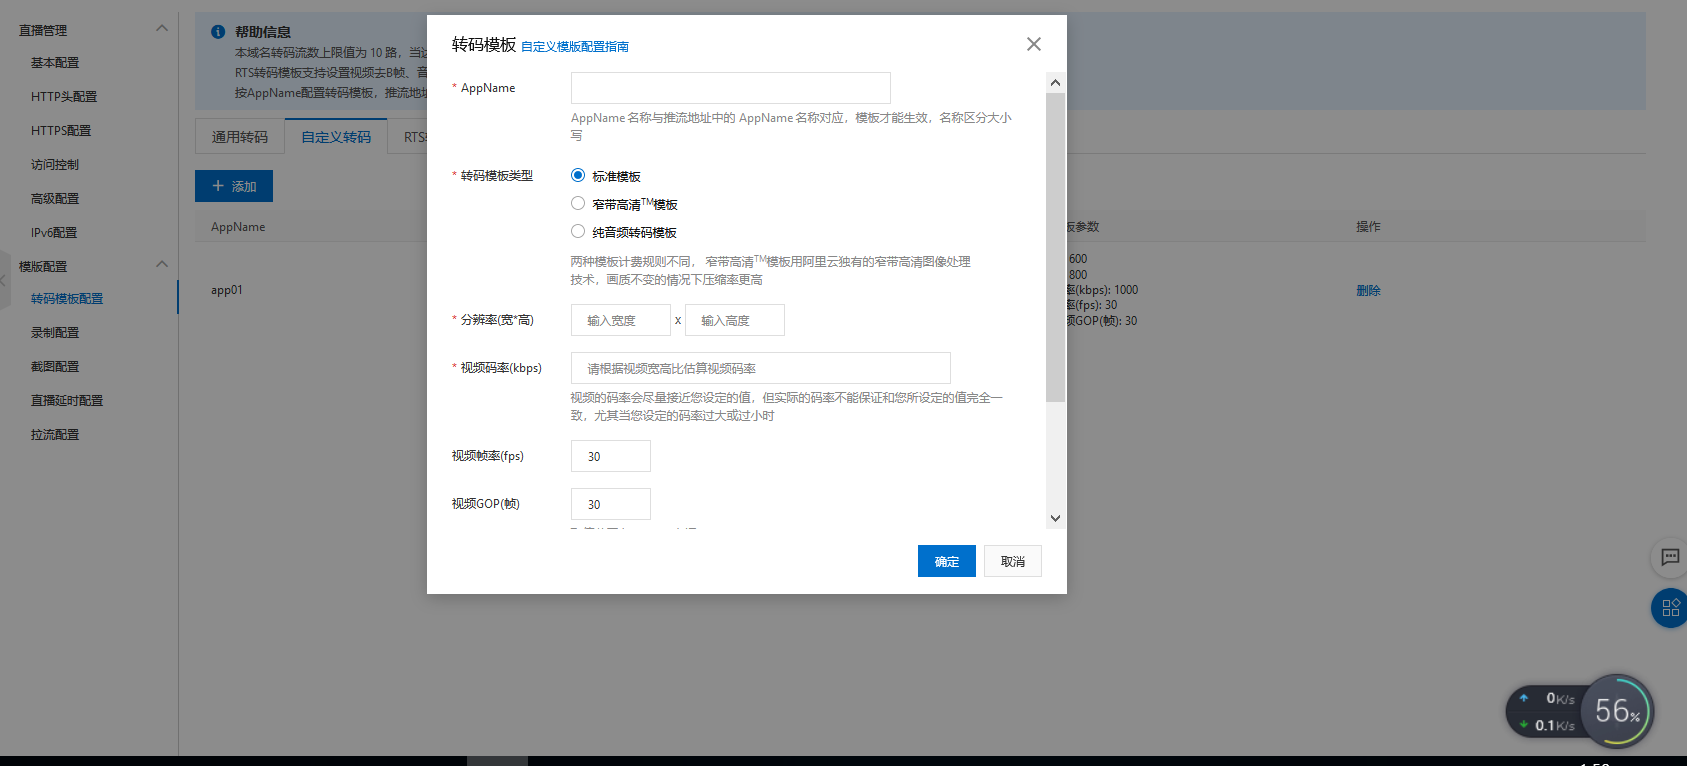 直播管理
基本配置
HTTP头配置
HTTPS配置
访问控制
高级配置
IPv6配置
模版配置
转码模板配置
录制配置
截图配置
直播延时配置
拉流配置
帮助信息
本域名转码流数上限值为 10 路，当
RTS转码模板支持设置视频去B帧、音
按AppName配置转码模板，推流地
通用转码
自定义转码
RTS
添加
AppName
参数
操作
app01
600
800
(kbps): 1000
(fps): 30
GOP(帧): 30
删除
转码模板 自定义模版配置指南
* AppName
AppName 名称与推流地址中的 AppName 名称对应，模板才能生效，名称区分大小
写
* 转码模板类型
标准模板
窄带高清TM模板
纯音频转码模板
两种模板计费规则不同， 窄带高清TM模板用阿里云独有的窄带高清图像处理
技术，画质不变的情况下压缩率更高
* 分辨率(宽*高)
输入宽度 x 输入高度
* 视频码率(kbps)
请根据视频宽高比估算视频码率
视频的码率会尽量接近您设定的值，但实际的码率不能保证和您所设定的值完全一
致，尤其当您设定的码率过大或过小时
视频帧率(fps)
30
视频GOP(帧)
30
确定
取消
0K/s
0.1K/s
56%